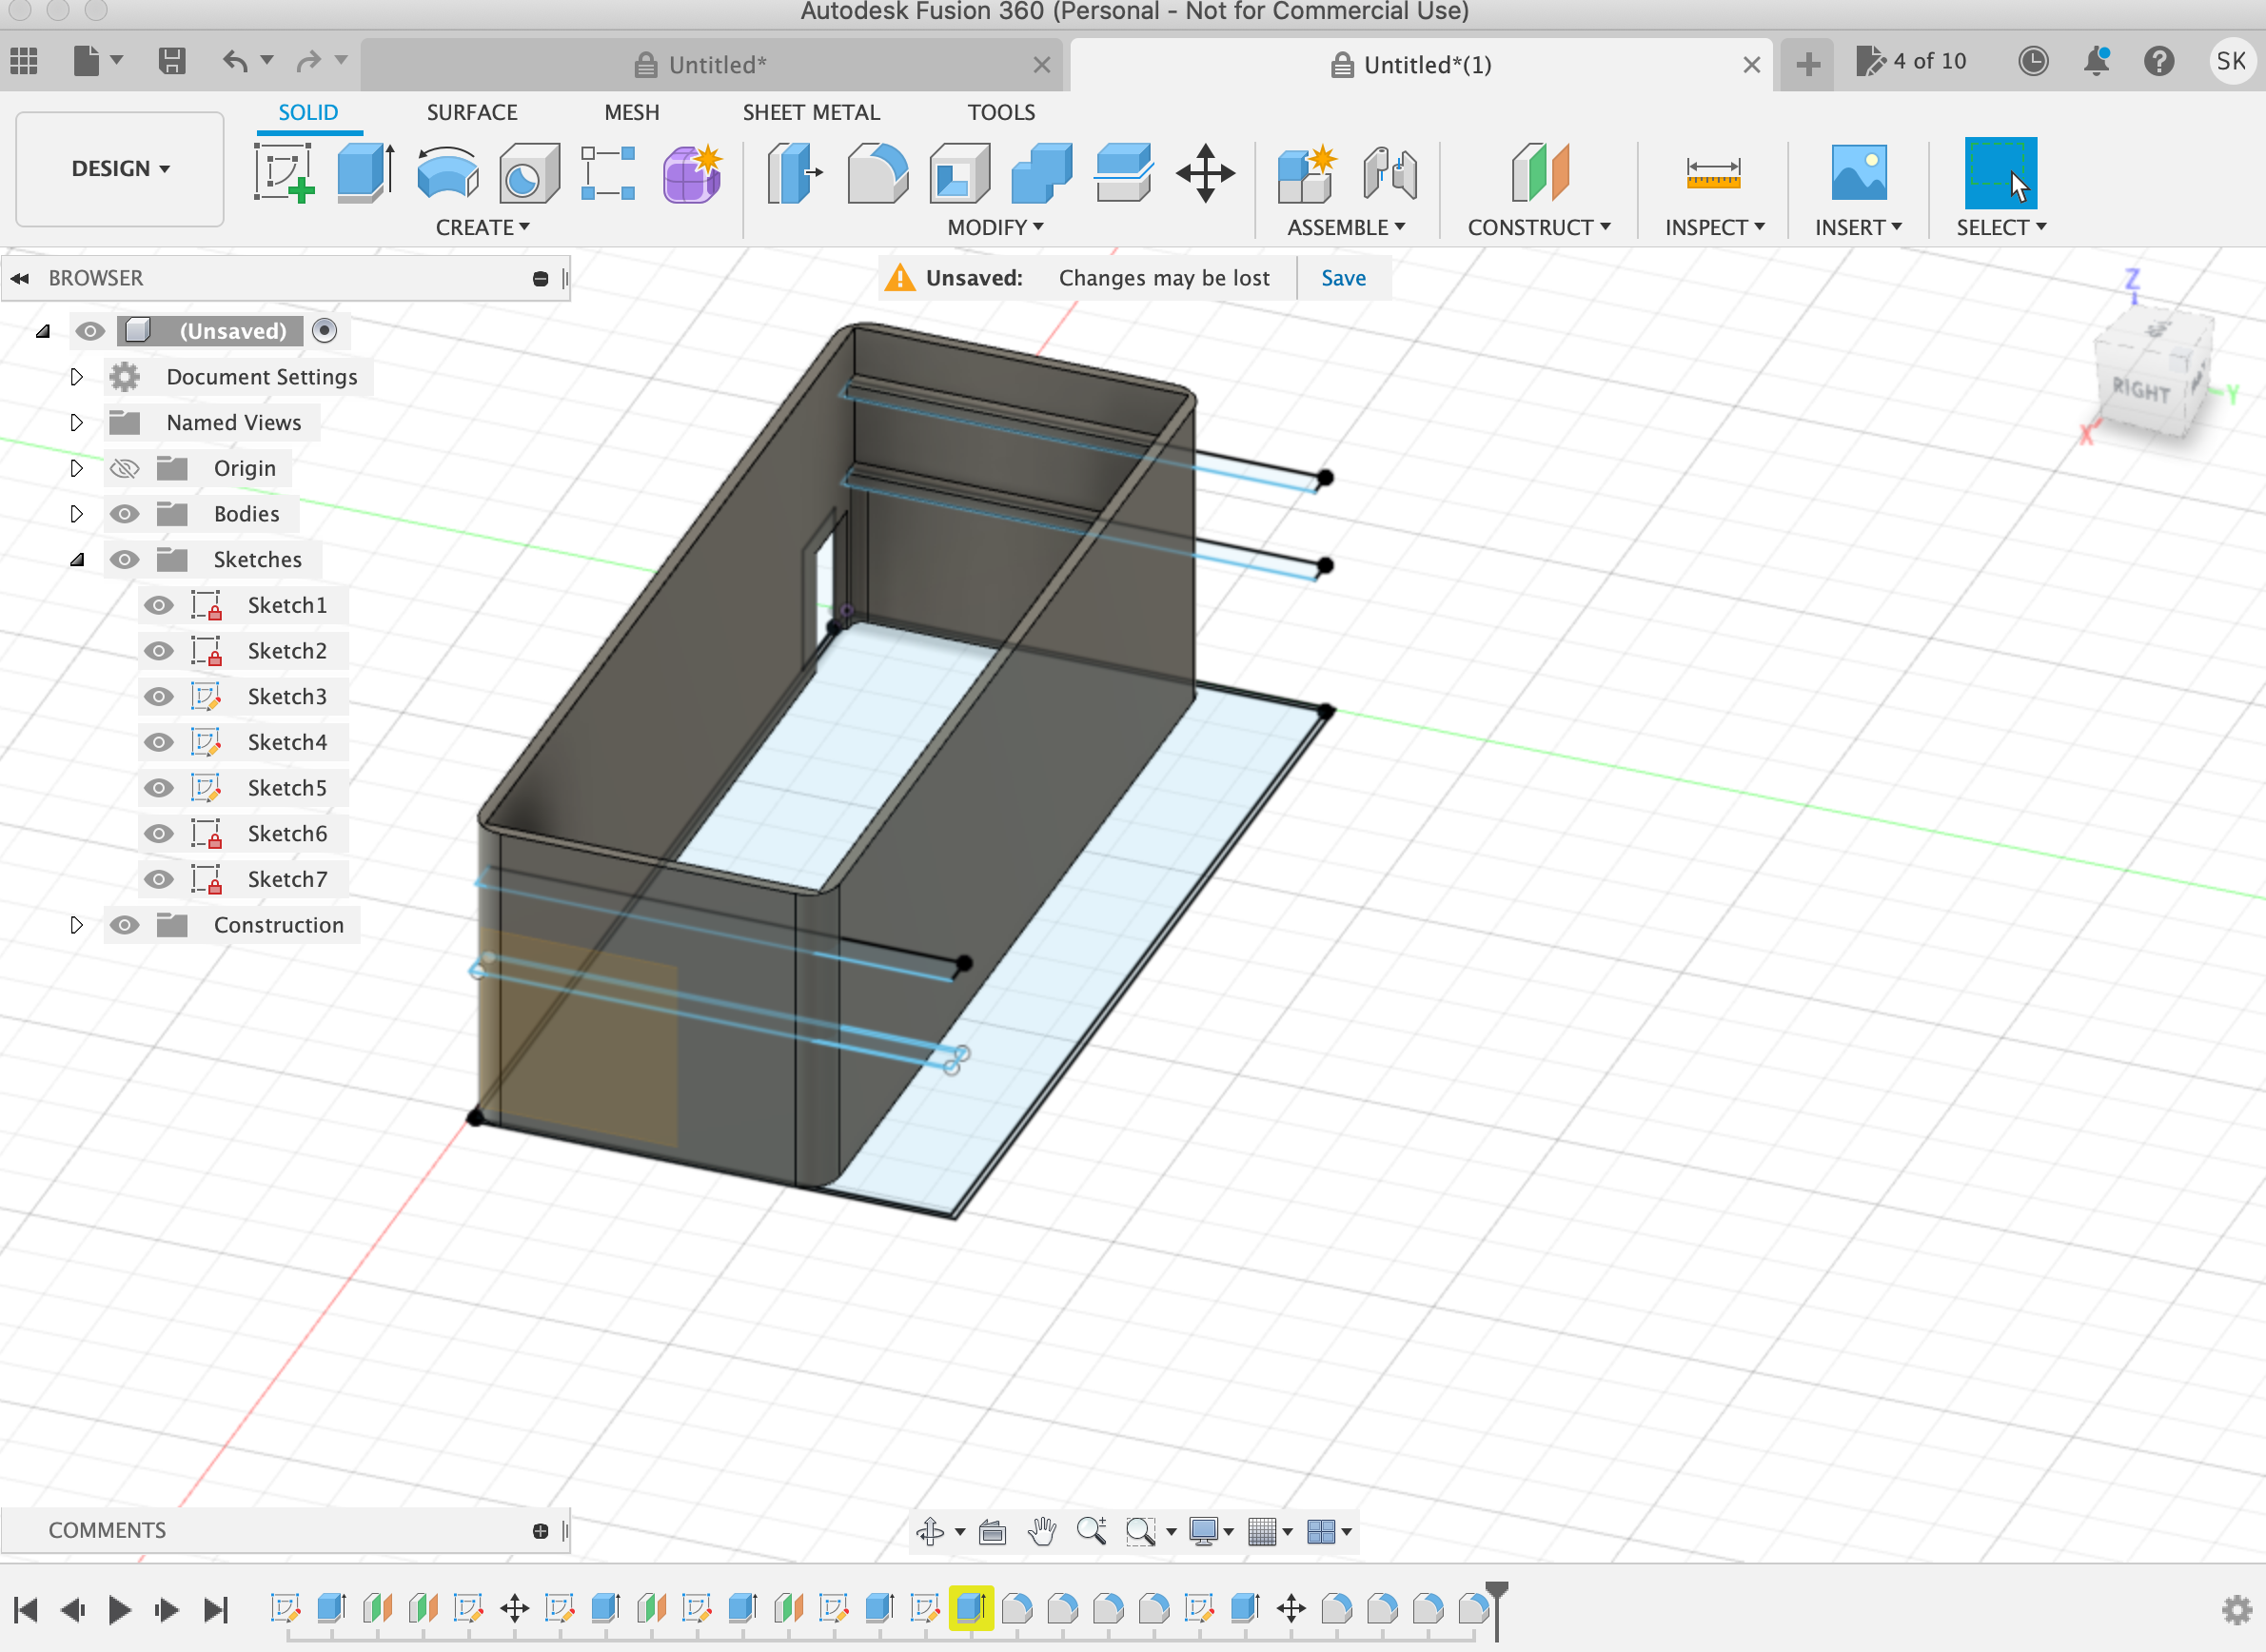 Autodesk Fusion 360 (Personal - Not for Commercial Use)
Untitled*
Untitled*(1)
4 of 10
SK
SOLID SURFACE MESH SHEET METAL TOOLS
DESIGN
CREATE MODIFY ASSEMBLE CONSTRUCT INSPECT INSERT SELECT
BROWSER
Unsaved: Changes may be lost Save
(Unsaved)
Document Settings
Named Views
Origin
Bodies
Sketches
Sketch1
Sketch2
Sketch3
Sketch4
Sketch5
Sketch6
Sketch7
Construction
Z
RIGHT
Y
X
COMMENTS